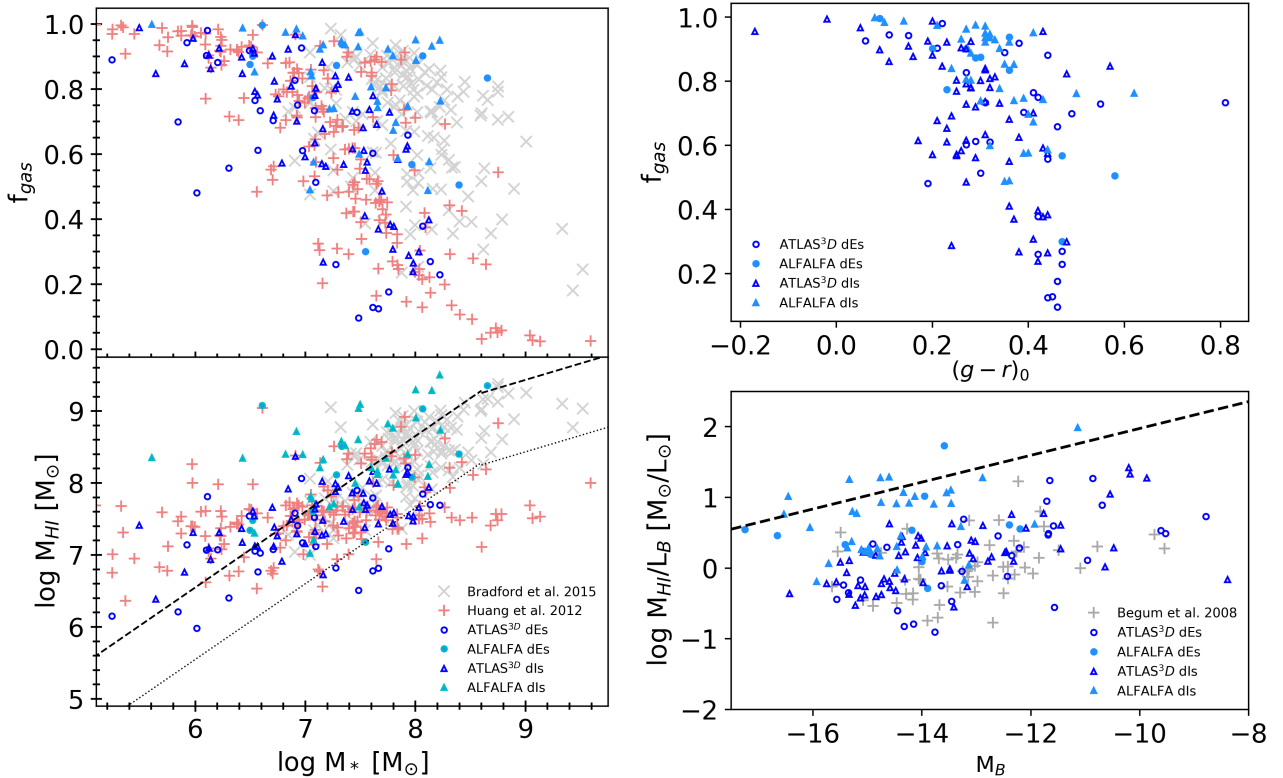 1.0
0.8
0.6
0.4
0.2
0.0
f_gas
9
8
7
6
5
log M_HI [M_⊙]
Bradford et al. 2015
Huang et al. 2012
ATLAS^3D dEs
ALFALFA dEs
ATLAS^3D dIs
ALFALFA dIs
6 7 8 9
log M_* [M_⊙]
1.0
0.8
0.6
0.4
0.2
f_gas
ATLAS^3D dEs
ALFALFA dEs
ATLAS^3D dIs
ALFALFA dIs
−0.2 0.0 0.2 0.4 0.6 0.8
(g − r)_0
2
1
0
−1
−2
log M_HI/L_B [M_⊙/L_⊙]
Begum et al. 2008
ATLAS^3D dEs
ALFALFA dEs
ATLAS^3D dIs
ALFALFA dIs
−16 −14 −12 −10 −8
M_B